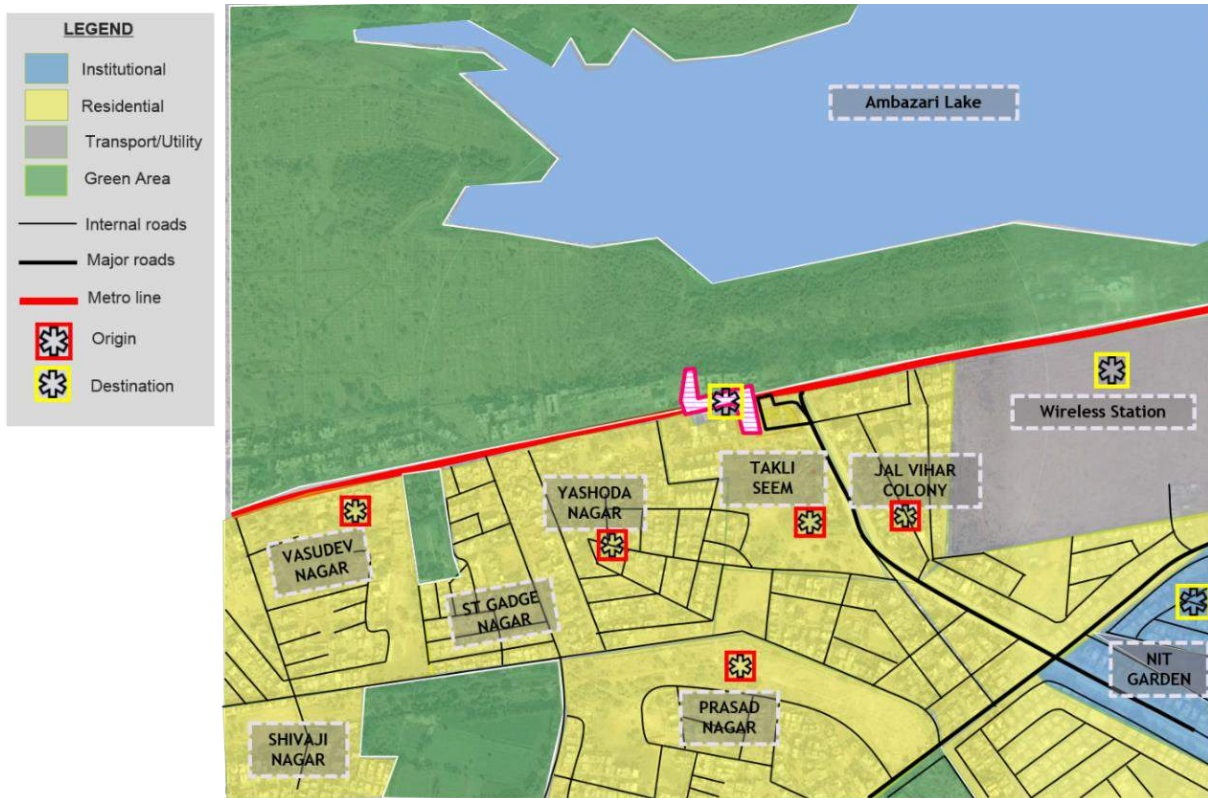 LEGEND
Institutional
Residential
Transport/Utility
Green Area
Internal roads
Major roads
Metro line
Origin
Destination
Ambazari Lake
Wireless Station
TAKLI
SEEM
JAL VIHAR
COLONY
YASHODA
NAGAR
VASUDEV
NAGAR
ST GADGE
NAGAR
NIT
GARDEN
PRASAD
NAGAR
SHIVAJI
NAGAR